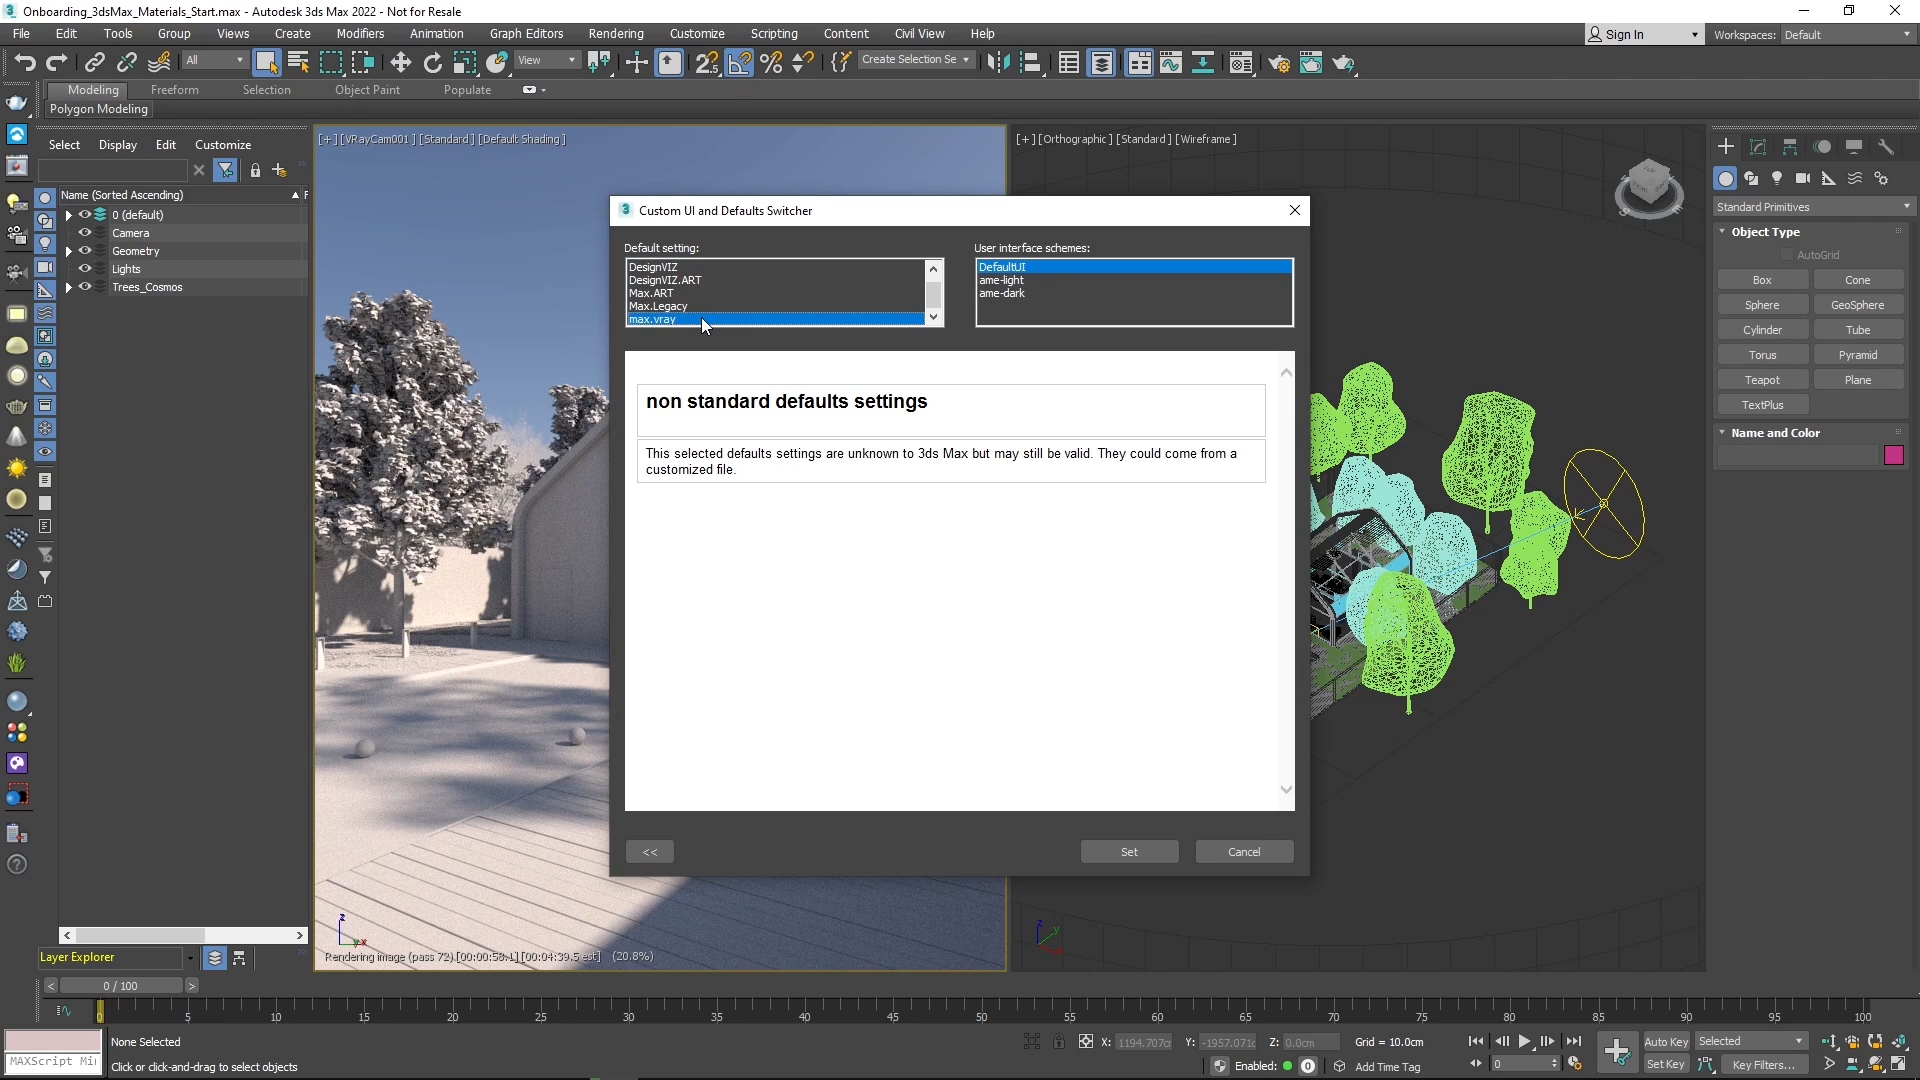 Onboarding_3dsMax_Materials_Start.max - Autodesk 3ds Max 2022 - Not for Resale
File Edit Tools Group Views Create Modifiers Animation Graph Editors Rendering Customize Scripting Content Civil View Help
Sign In
Workspaces: Default
All
View
Create Selection Se
Modeling Freeform Selection Object Paint Populate
Polygon Modeling
Select Display Edit Customize
Name (Sorted Ascending)
0 (default)
Camera
Geometry
Lights
Trees_Cosmos
[+] [VRayCam001] [Standard] [Default Shading]
[+] [Orthographic] [Standard] [Wireframe]
Custom UI and Defaults Switcher
Default setting:
DesignVIZ
DesignVIZ.ART
Max.ART
Max.Legacy
max.vray
User interface schemes:
DefaultUI
ame-light
ame-dark
non standard defaults settings
This selected defaults settings are unknown to 3ds Max but may still be valid. They could come from a
customized file.
<<
Set
Cancel
Standard Primitives
Object Type
AutoGrid
Box Cone
Sphere GeoSphere
Cylinder Tube
Torus Pyramid
Teapot Plane
TextPlus
Name and Color
Rendering image (pass 72) [00:00:58.1] [00:04:39.5 est] (20.8%)
Layer Explorer
< 0 / 100 >
0 5 10 15 20 25 30 35 40 45 50 55 60 65 70 75 80 85 90 95 100
None Selected
X: 1194.707c Y: -1957.071c Z: 0.0cm Grid = 10.0cm
Auto Key Selected
MAXScript Mi
Click or click-and-drag to select objects
Enabled: 0 Add Time Tag
0
Set Key Key Filters...